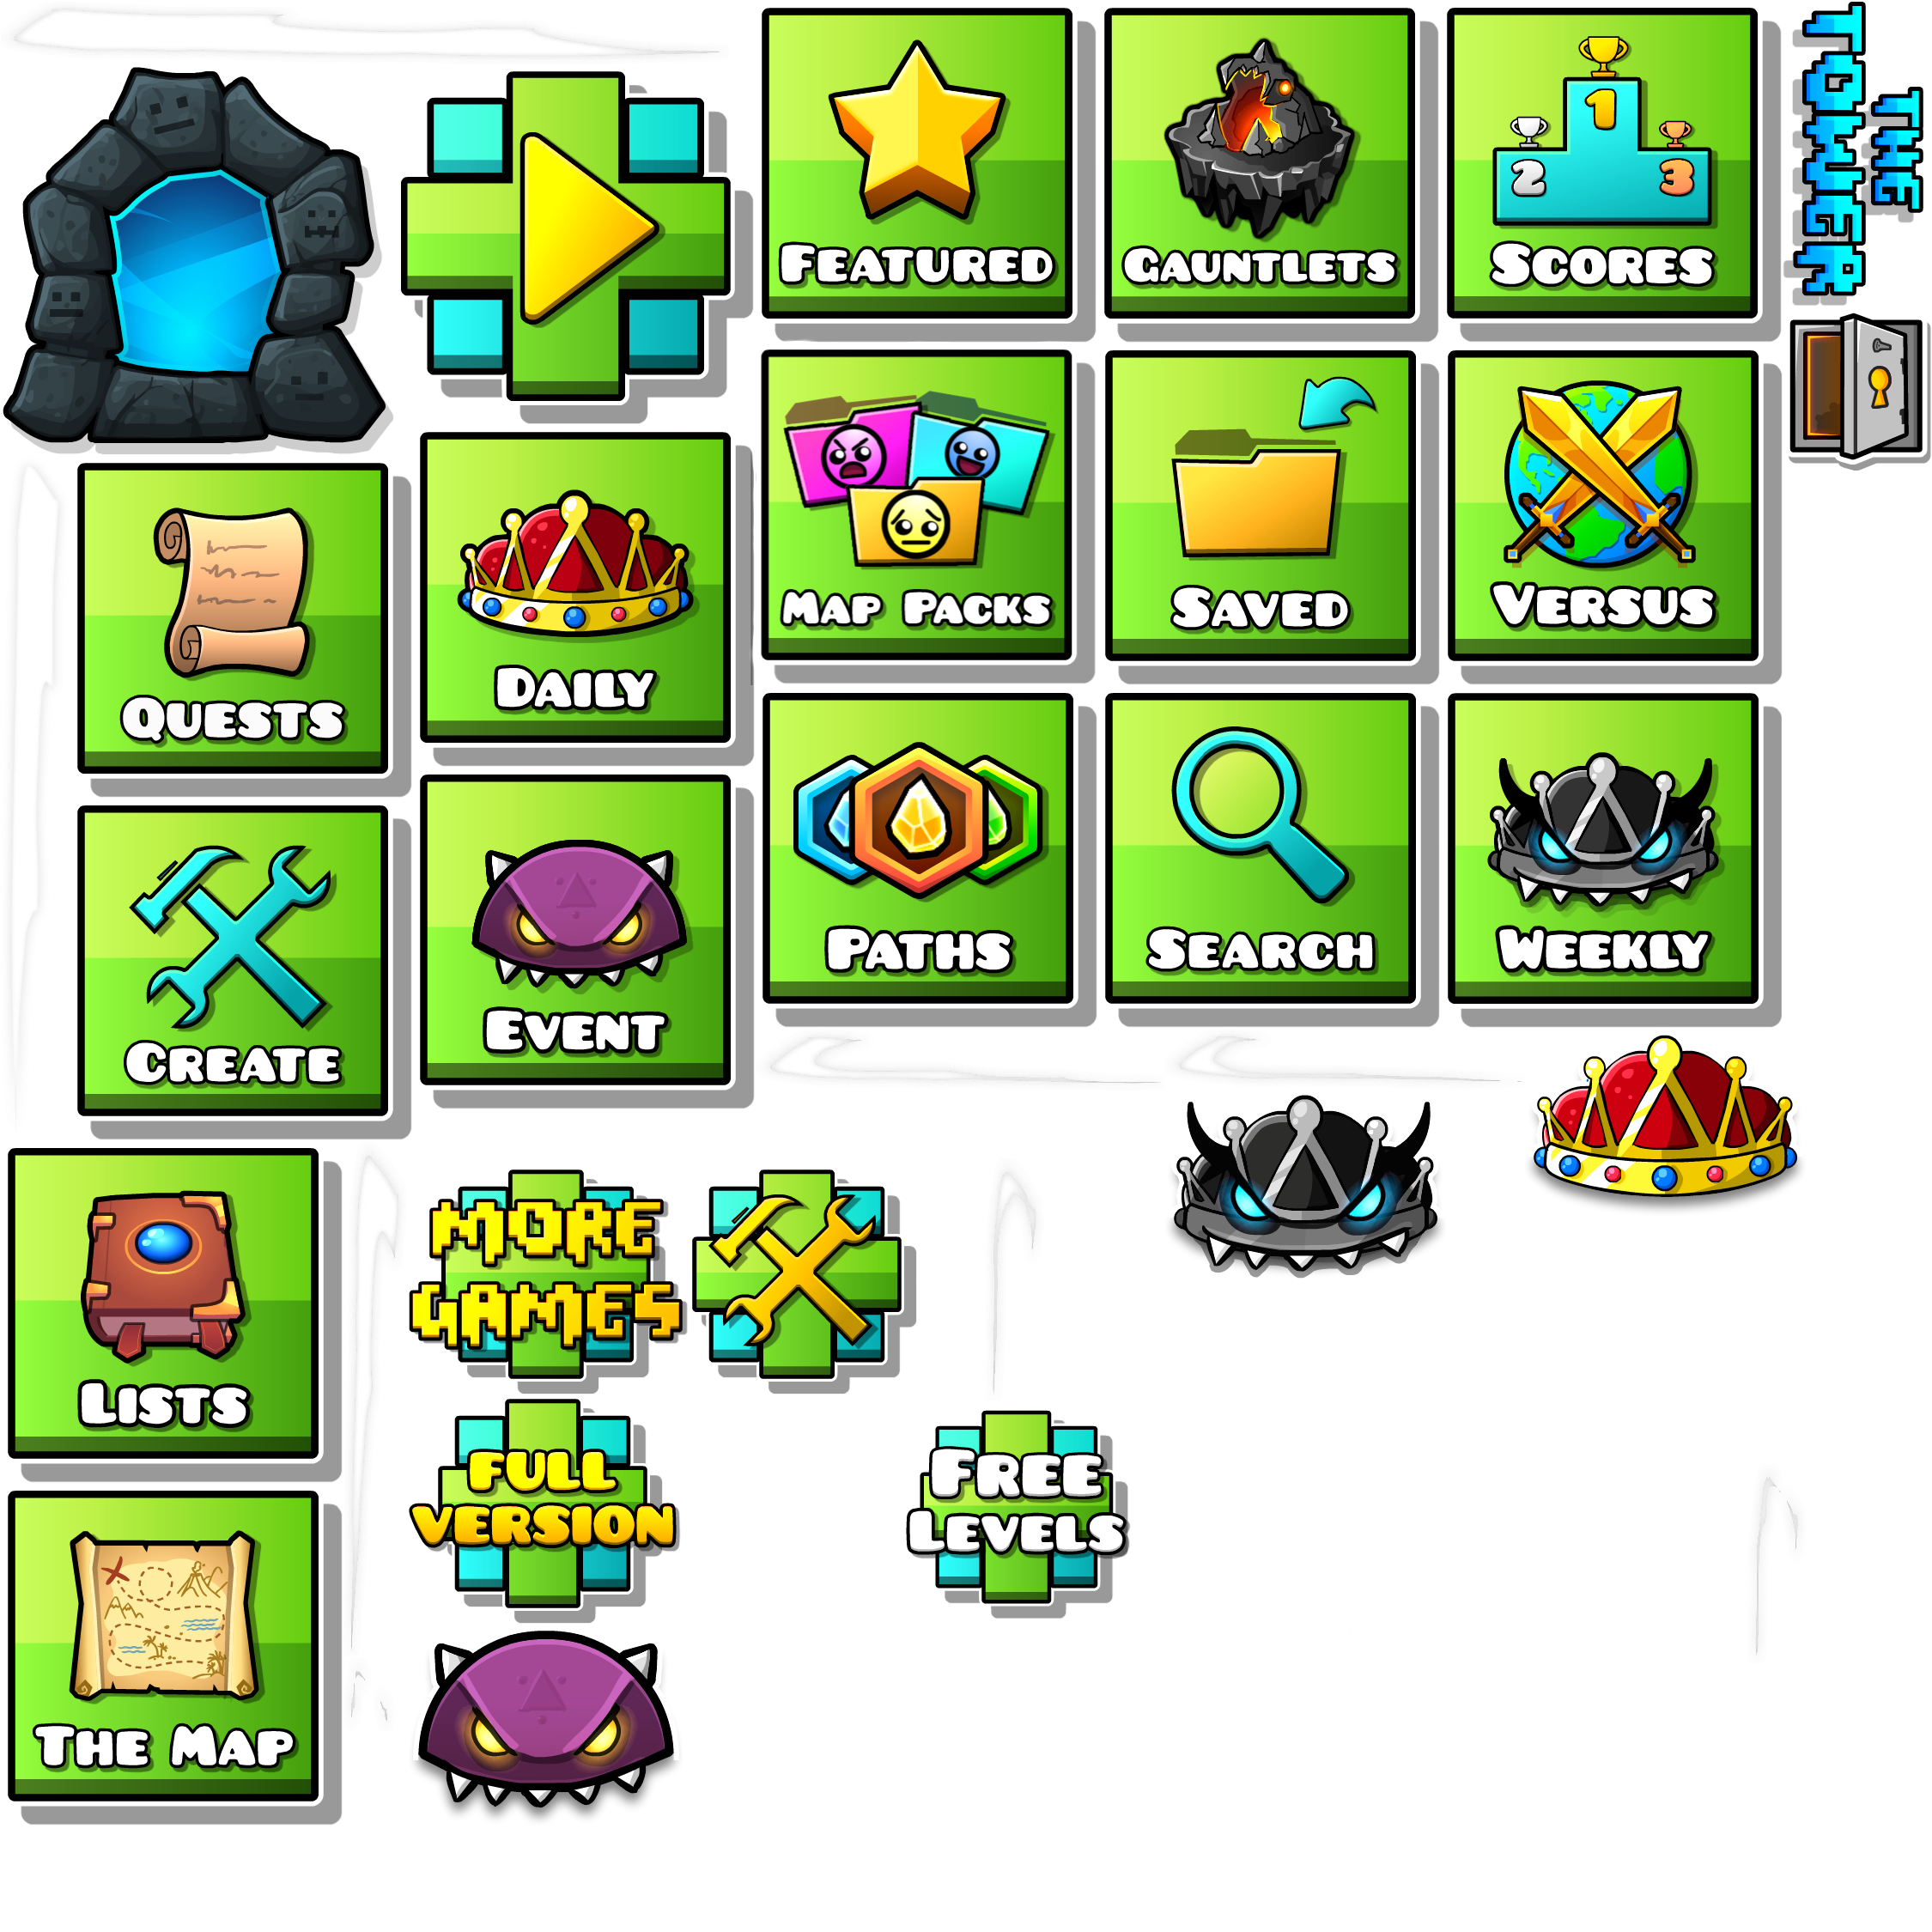 THE
TOWER
FEATURED
GAUNTLETS
1
2
3
SCORES
QUESTS
DAILY
MAP PACKS
SAVED
VERSUS
CREATE
EVENT
PATHS
SEARCH
WEEKLY
LISTS
MORE
GAMES
FULL
VERSION
FREE
LEVELS
THE MAP